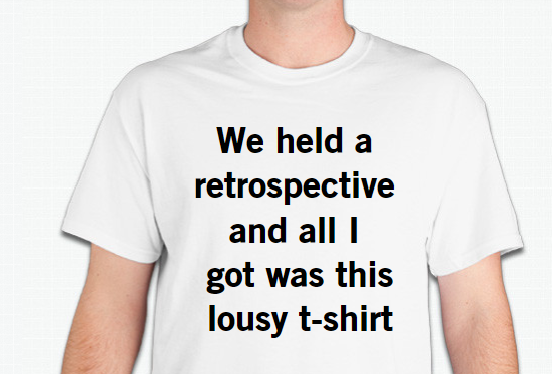 We held a
retrospective
and all I
got was this
lousy t-shirt